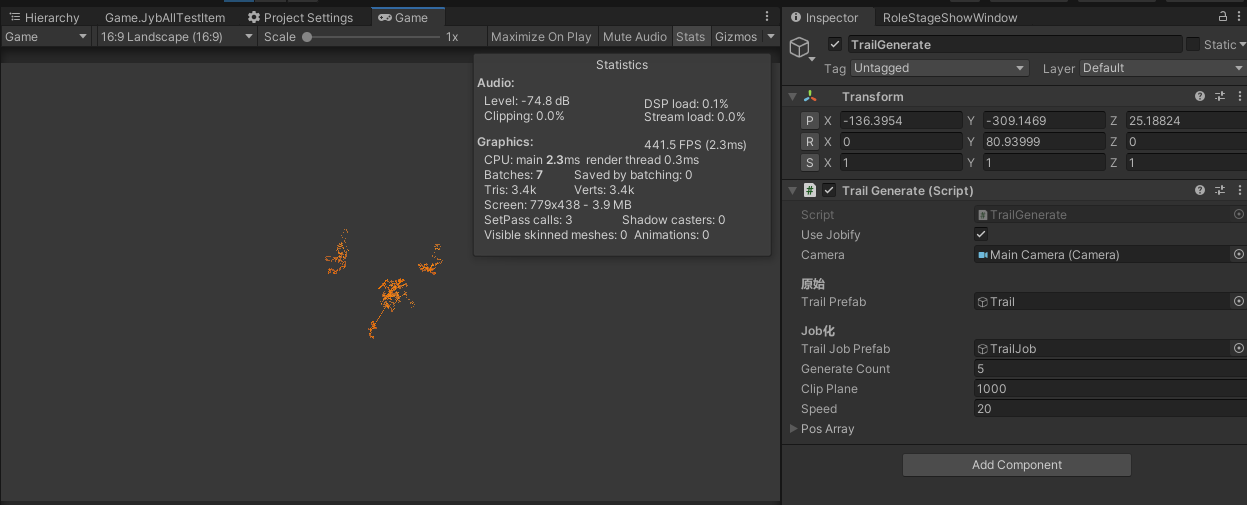 Hierarchy Game.JybAllTestItem Project Settings Game
Game 16:9 Landscape (16:9) Scale 1x Maximize On Play Mute Audio Stats Gizmos
Statistics
Audio:
Level: -74.8 dB DSP load: 0.1%
Clipping: 0.0% Stream load: 0.0%
Graphics: 441.5 FPS (2.3ms)
CPU: main 2.3ms render thread 0.3ms
Batches: 7 Saved by batching: 0
Tris: 3.4k Verts: 3.4k
Screen: 779x438 - 3.9 MB
SetPass calls: 3 Shadow casters: 0
Visible skinned meshes: 0 Animations: 0
Inspector RoleStageShowWindow
TrailGenerate Static
Tag Untagged Layer Default
Transform
P X -136.3954 Y -309.1469 Z 25.18824
R X 0 Y 80.93999 Z 0
S X 1 Y 1 Z 1
# Trail Generate (Script)
Script # TrailGenerate
Use Jobify
Camera Main Camera (Camera)
原始
Trail Prefab Trail
Job化
Trail Job Prefab TrailJob
Generate Count 5
Clip Plane 1000
Speed 20
Pos Array
Add Component